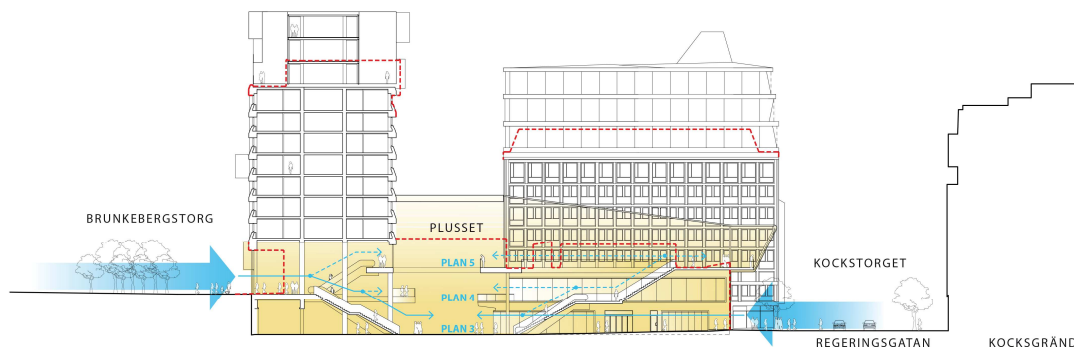 BRUNKEBERGSTORG
PLUSSET
PLAN 5
KOCKSTORGET
PLAN 4
PLAN 3
REGERINGSGATAN
KOCKSGRÄND